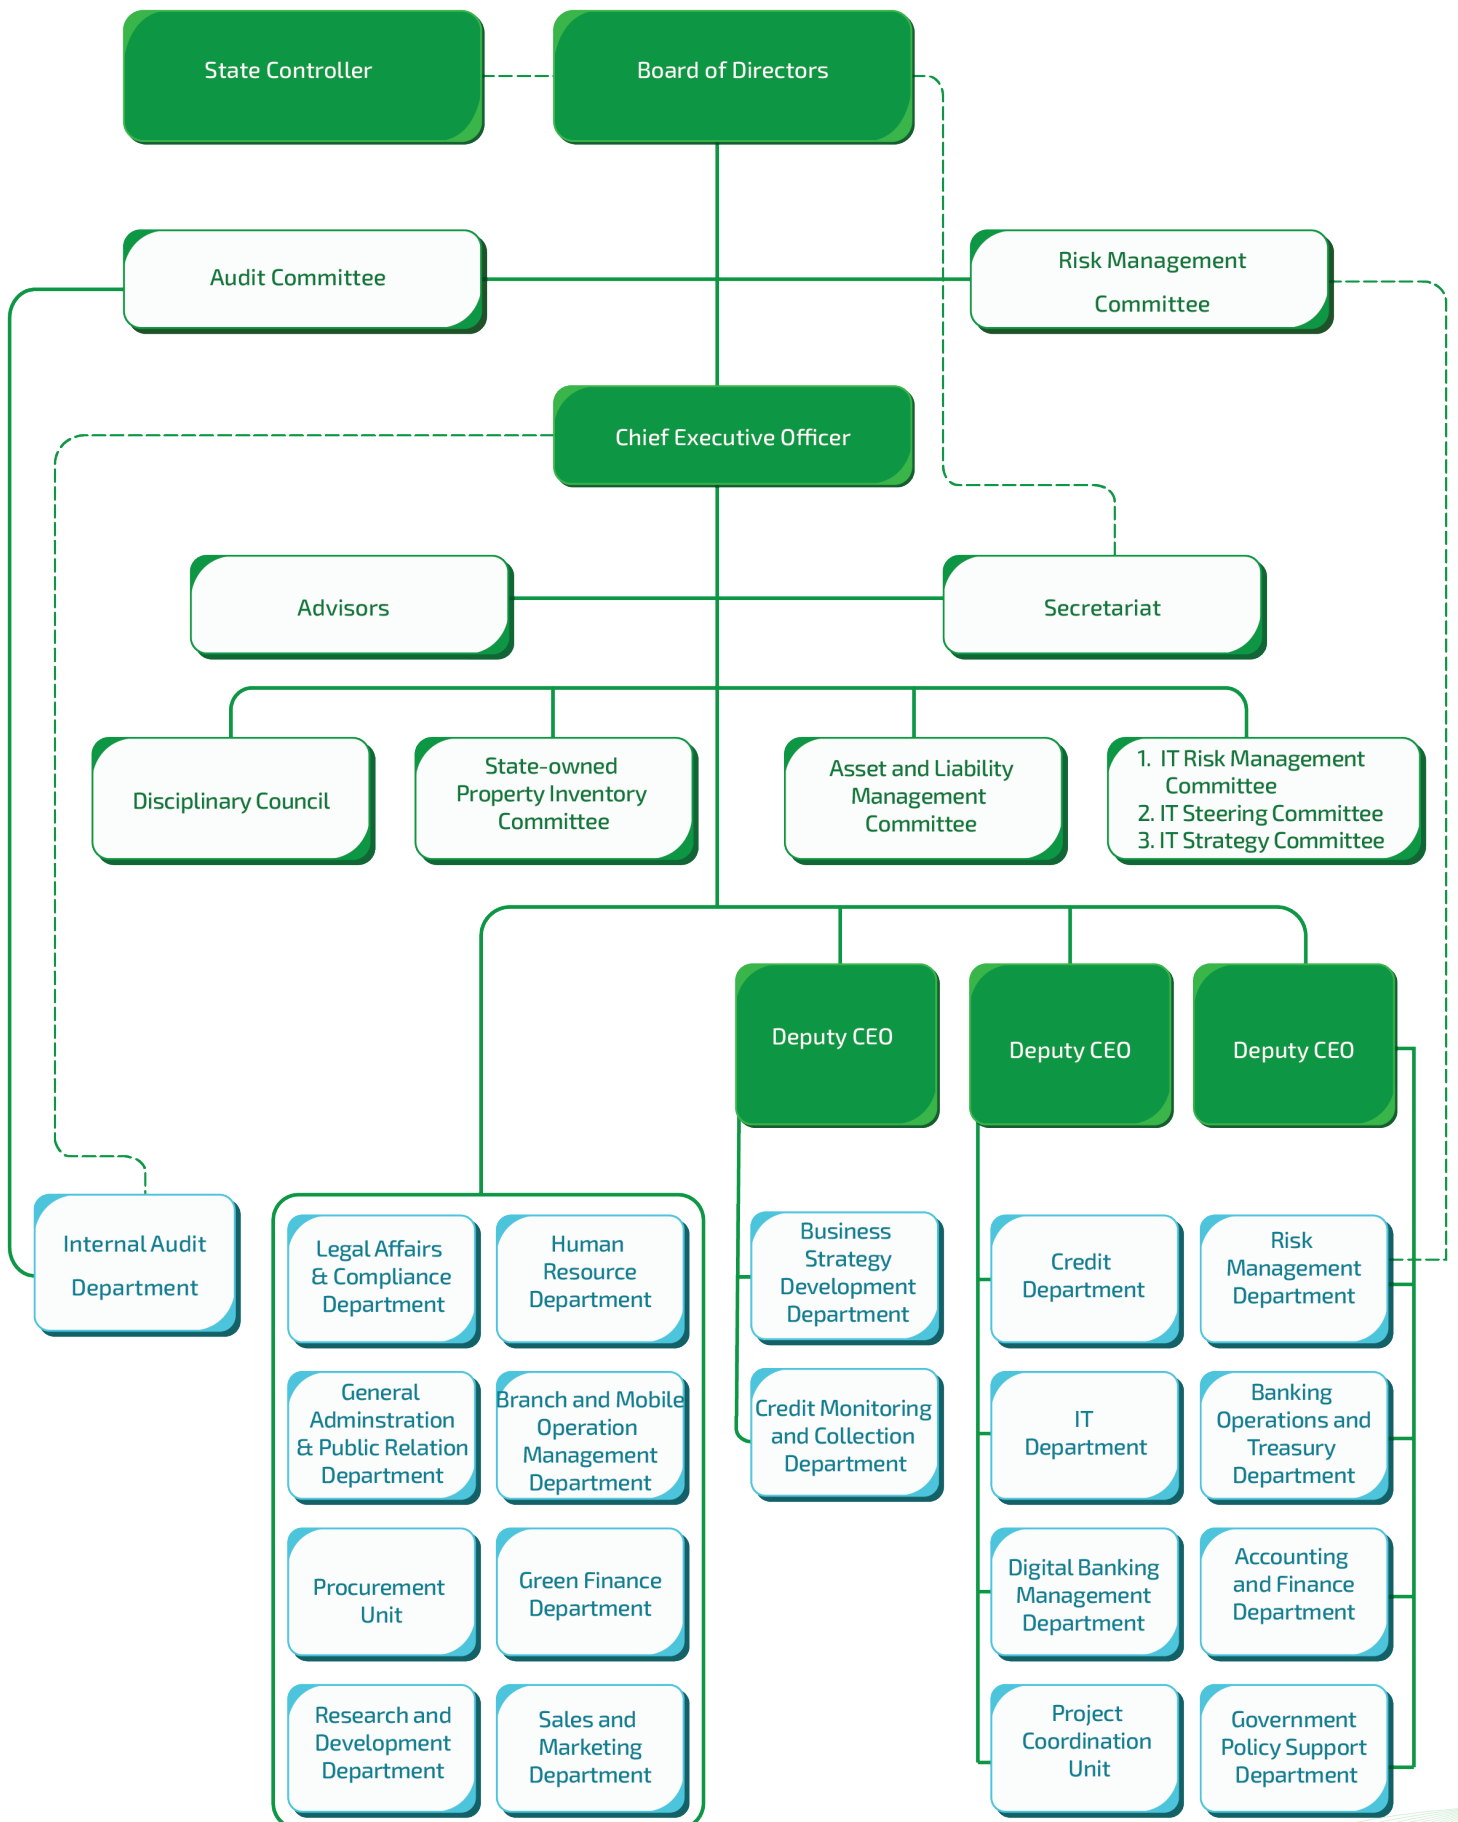 State Controller
Board of Directors
Audit Committee
Risk Management
Committee
Chief Executive Officer
Advisors
Secretariat
Disciplinary Council
State-owned
Property Inventory
Committee
Asset and Liability
Management
Committee
1. IT Risk Management
Committee
2. IT Steering Committee
3. IT Strategy Committee
Deputy CEO
Deputy CEO
Deputy CEO
Internal Audit
Department
Legal Affairs
& Compliance
Department
Human
Resource
Department
Business
Strategy
Development
Department
Credit
Department
Risk
Management
Department
General
Adminstration
& Public Relation
Department
Branch and Mobile
Operation
Management
Department
Credit Monitoring
and Collection
Department
IT
Department
Banking
Operations and
Treasury
Department
Procurement
Unit
Green Finance
Department
Digital Banking
Management
Department
Accounting
and Finance
Department
Research and
Development
Department
Sales and
Marketing
Department
Project
Coordination
Unit
Government
Policy Support
Department